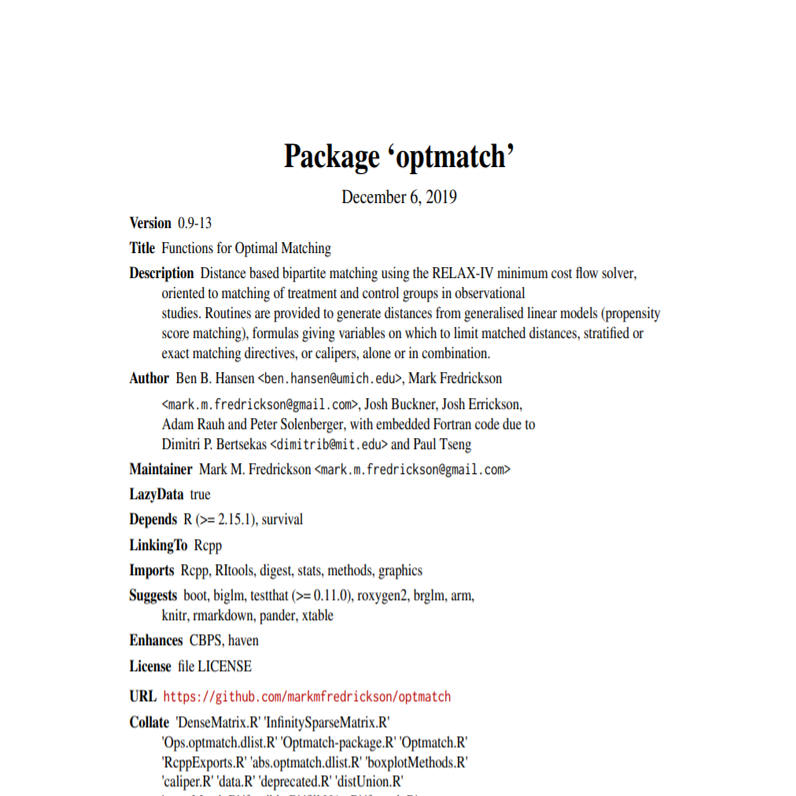 Package ‘optmatch’
December 6, 2019
Version 0.9-13
Title Functions for Optimal Matching
Description Distance based bipartite matching using the RELAX-IV minimum cost flow solver,
oriented to matching of treatment and control groups in observational
studies. Routines are provided to generate distances from generalised linear models (propensity
score matching), formulas giving variables on which to limit matched distances, stratified or
exact matching directives, or calipers, alone or in combination.
Author Ben B. Hansen <ben.hansen@umich.edu>, Mark Fredrickson
<mark.m.fredrickson@gmail.com>, Josh Buckner, Josh Errickson,
Adam Rauh and Peter Solenberger, with embedded Fortran code due to
Dimitri P. Bertsekas <dimitrib@mit.edu> and Paul Tseng
Maintainer Mark M. Fredrickson <mark.m.fredrickson@gmail.com>
LazyData true
Depends R (>= 2.15.1), survival
LinkingTo Rcpp
Imports Rcpp, RItools, digest, stats, methods, graphics
Suggests boot, biglm, testthat (>= 0.11.0), roxygen2, brglm, arm,
knitr, rmarkdown, pander, xtable
Enhances CBPS, haven
License file LICENSE
URL https://github.com/markmfredrickson/optmatch
Collate 'DenseMatrix.R' 'InfinitySparseMatrix.R'
'Ops.optmatch.dlist.R' 'Optmatch-package.R' 'Optmatch.R'
'RcppExports.R' 'abs.optmatch.dlist.R' 'boxplotMethods.R'
'caliper.R' 'data.R' 'deprecated.R' 'distUnion.R'